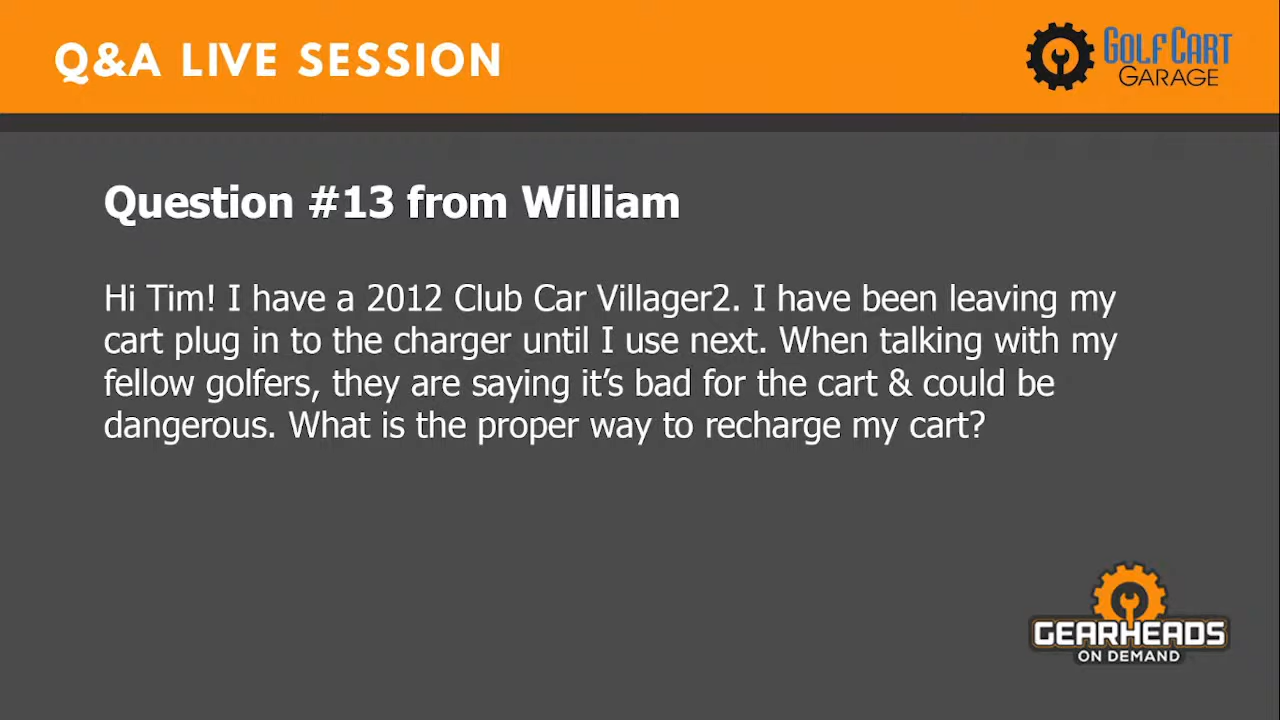 Q&A LIVE SESSION
GOLF CART
GARAGE
Question #13 from William
Hi Tim! I have a 2012 Club Car Villager2. I have been leaving my
cart plug in to the charger until I use next. When talking with my
fellow golfers, they are saying it's bad for the cart & could be
dangerous. What is the proper way to recharge my cart?
GEARHEADS
ON DEMAND